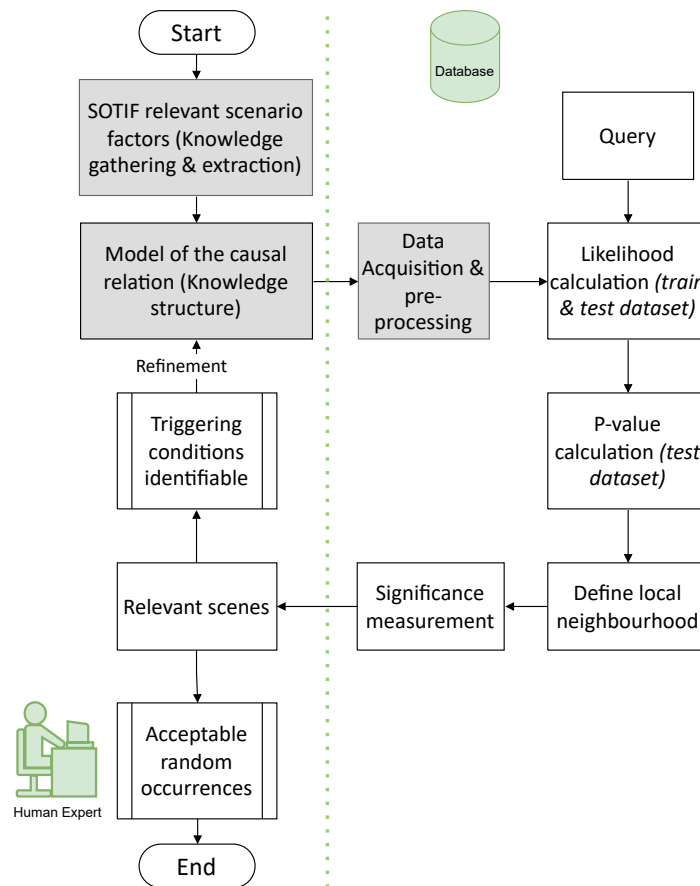 Start
Database
SOTIF relevant scenario
factors (Knowledge
gathering & extraction)
Query
Model of the causal
relation (Knowledge
structure)
Data
Acquisition &
pre-
processing
Likelihood
calculation (train
& test dataset)
Refinement
Triggering
conditions
identifiable
P-value
calculation (test
dataset)
Relevant scenes
Significance
measurement
Define local
neighbourhood
Acceptable
random
occurrences
Human Expert
End